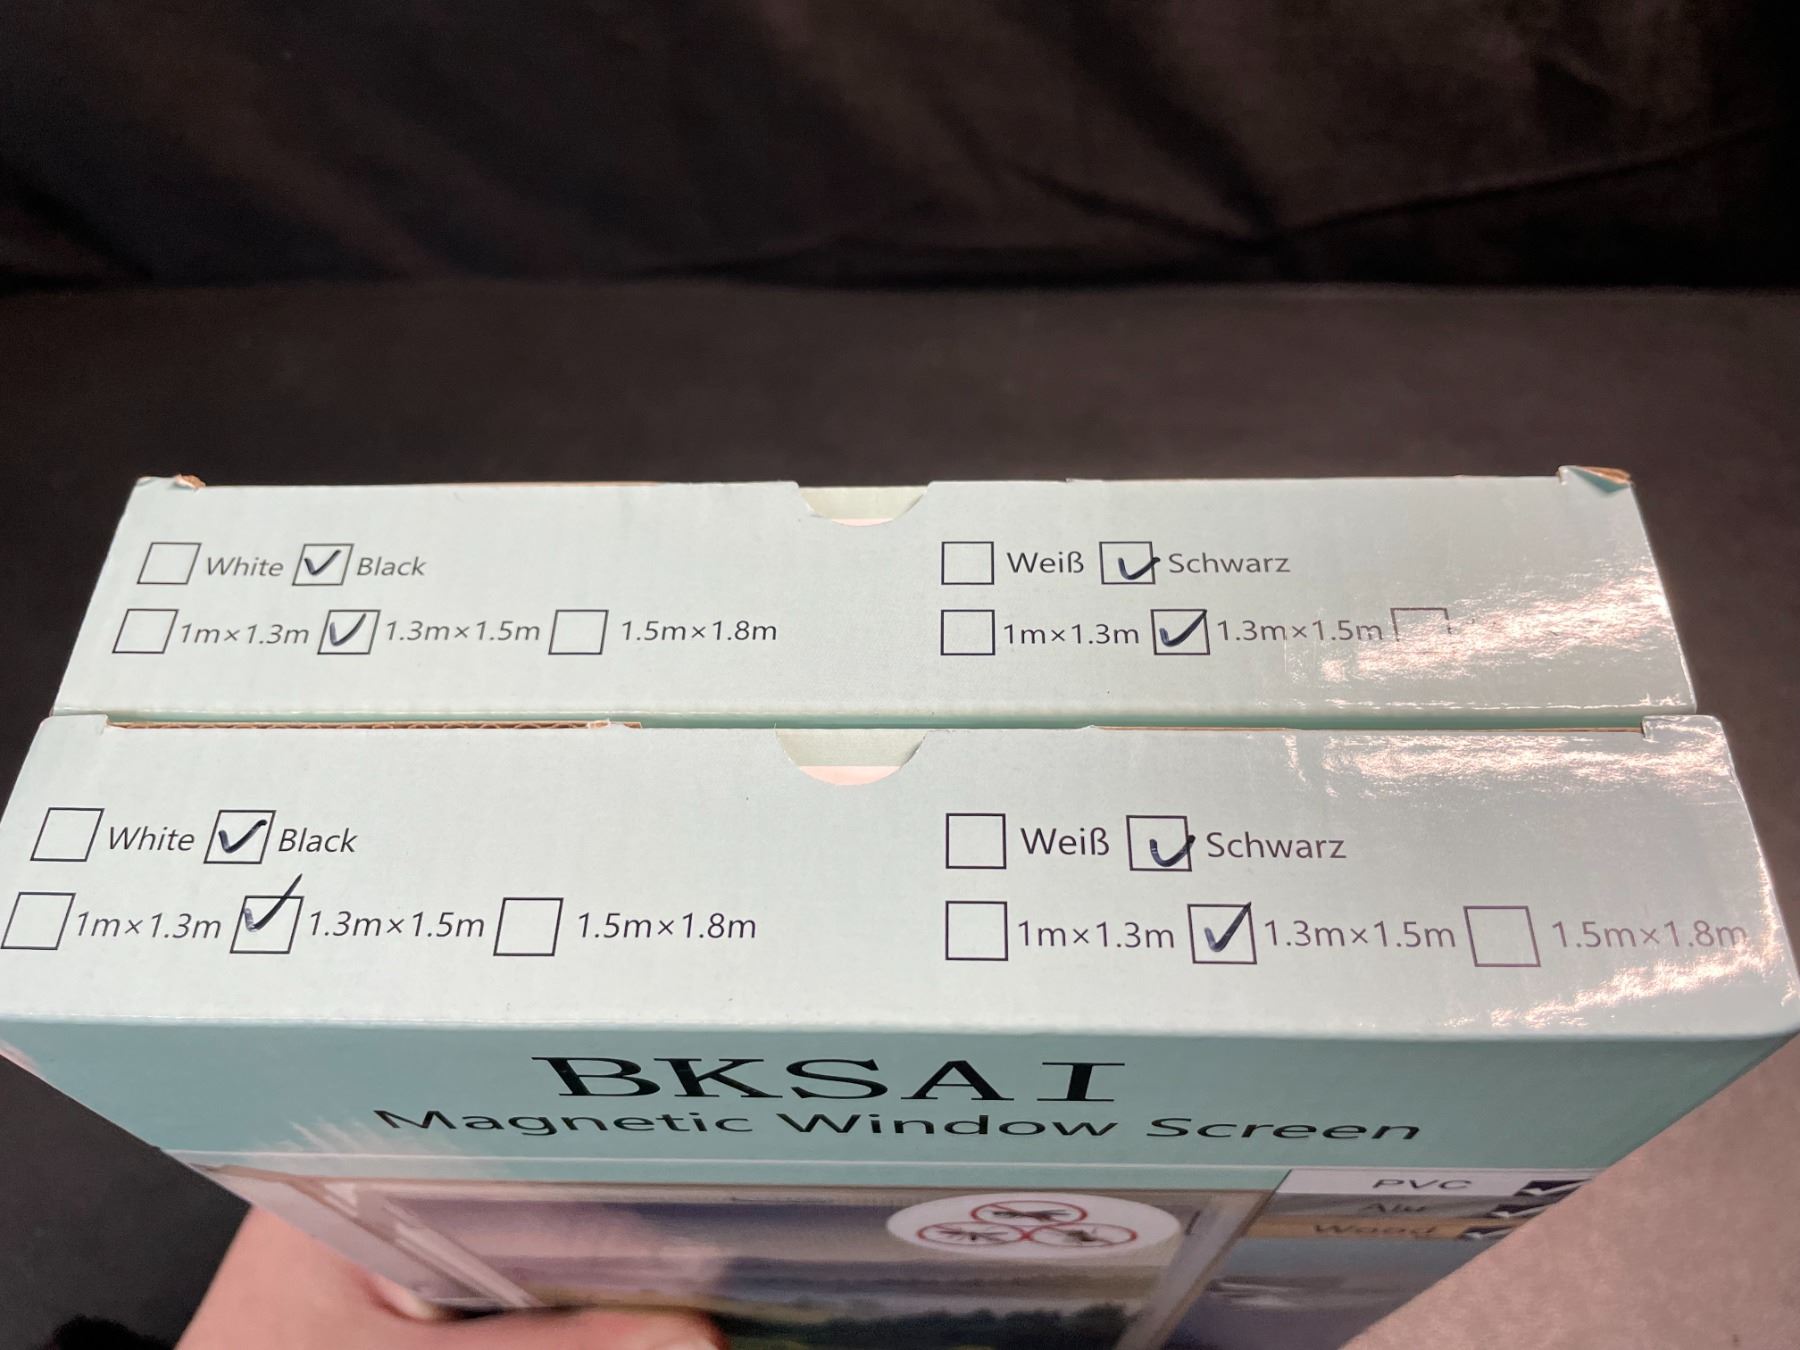 White Black
1m×1.3m 1.3m×1.5m 1.5m×1.8m
Weiß Schwarz
1m×1.3m 1.3m×1.5m
White Black
1m×1.3m 1.3m×1.5m 1.5m×1.8m
Weiß Schwarz
1m×1.3m 1.3m×1.5m 1.5m×1.8m
BKSAI
Magnetic Window Screen
PVC
Alu
Wood